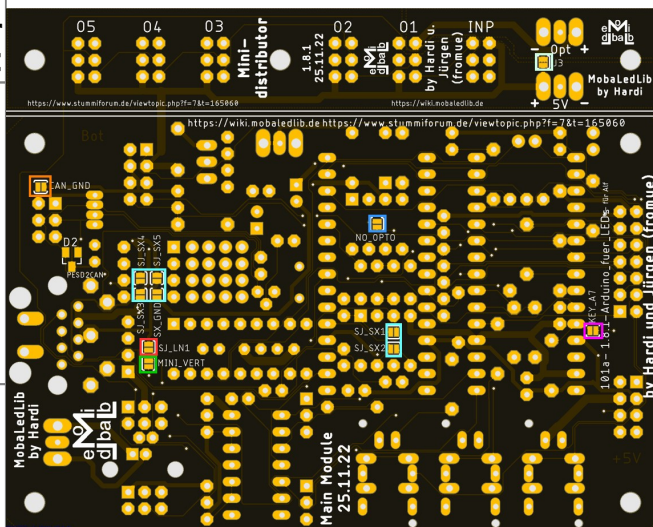 05
04
03
Mini-
distributor
1.8.1
25.11.22
02
01
by Hardi u.
Jürgen
(fromue)
INP
- Opt +
J3
+ 5V -
MobaLedLib
by Hardi
https://www.stummiforum.de/viewtopic.php?f=7&t=165060
https://wiki.mobaledlib.de
https://wiki.mobaledlib.de https://www.stummiforum.de/viewtopic.php?f=7&t=165060
Bat
CAN_GND
D2
PESD2CAN
SJ_SX4
SJ_SX5
SJ_SX3
SX_GND
NO_OPTO
SJ_SX1
SJ_SX2
KEY_A7
SJ_LN1
MINI_VERT
101a- 1.8.1-Arduino_fuer_LEDs für Alf
by Hardi und Jürgen (fromue)
MobaLedLib
by Hardi
Main Module
25.11.22
+5V